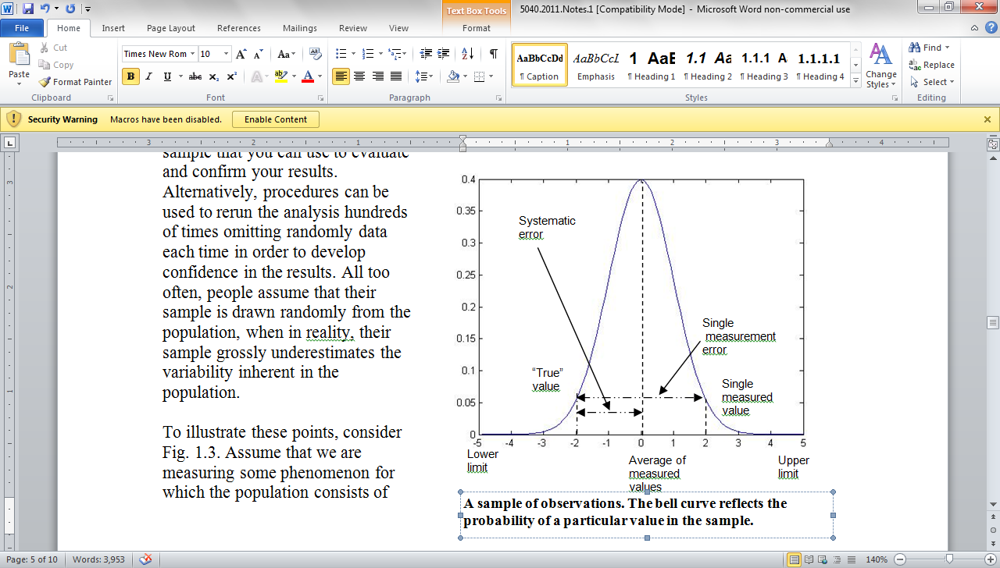 Text Box Tools
5040.2011.Notes.1 [Compatibility Mode] - Microsoft Word non-commercial use
File Home Insert Page Layout References Mailings Review View Format
Paste
Cut
Copy
Format Painter
Clipboard
Times New Rom 10
Font
Paragraph
AaBbCcDd AaBbCcL 1 AaB 1.1 Aa 1.1.1 A 1.1.1.1
¶ Caption Emphasis ¶ Heading 1 ¶ Heading 2 ¶ Heading 3 ¶ Heading 4
Styles
Change
Styles
Find
Replace
Select
Editing
Security Warning Macros have been disabled. Enable Content
3 2 1 1 2 3 4
sample that you can use to evaluate
and confirm your results.
Alternatively, procedures can be
used to rerun the analysis hundreds
of times omitting randomly data
each time in order to develop
confidence in the results. All too
often, people assume that their
sample is drawn randomly from the
population, when in reality, their
sample grossly underestimates the
variability inherent in the
population.
To illustrate these points, consider
Fig. 1.3. Assume that we are
measuring some phenomenon for
which the population consists of
0.4
0.35
0.3
0.25
0.2
0.15
0.1
0.05
0
Systematic
error
Single
measurement
error
“True”
value
Single
measured
value
-5 -4 -3 -2 -1 0 1 2 3 4 5
Lower
limit
Average of
measured
values
Upper
limit
A sample of observations. The bell curve reflects the
probability of a particular value in the sample.
Page: 5 of 10 Words: 3,953 140%